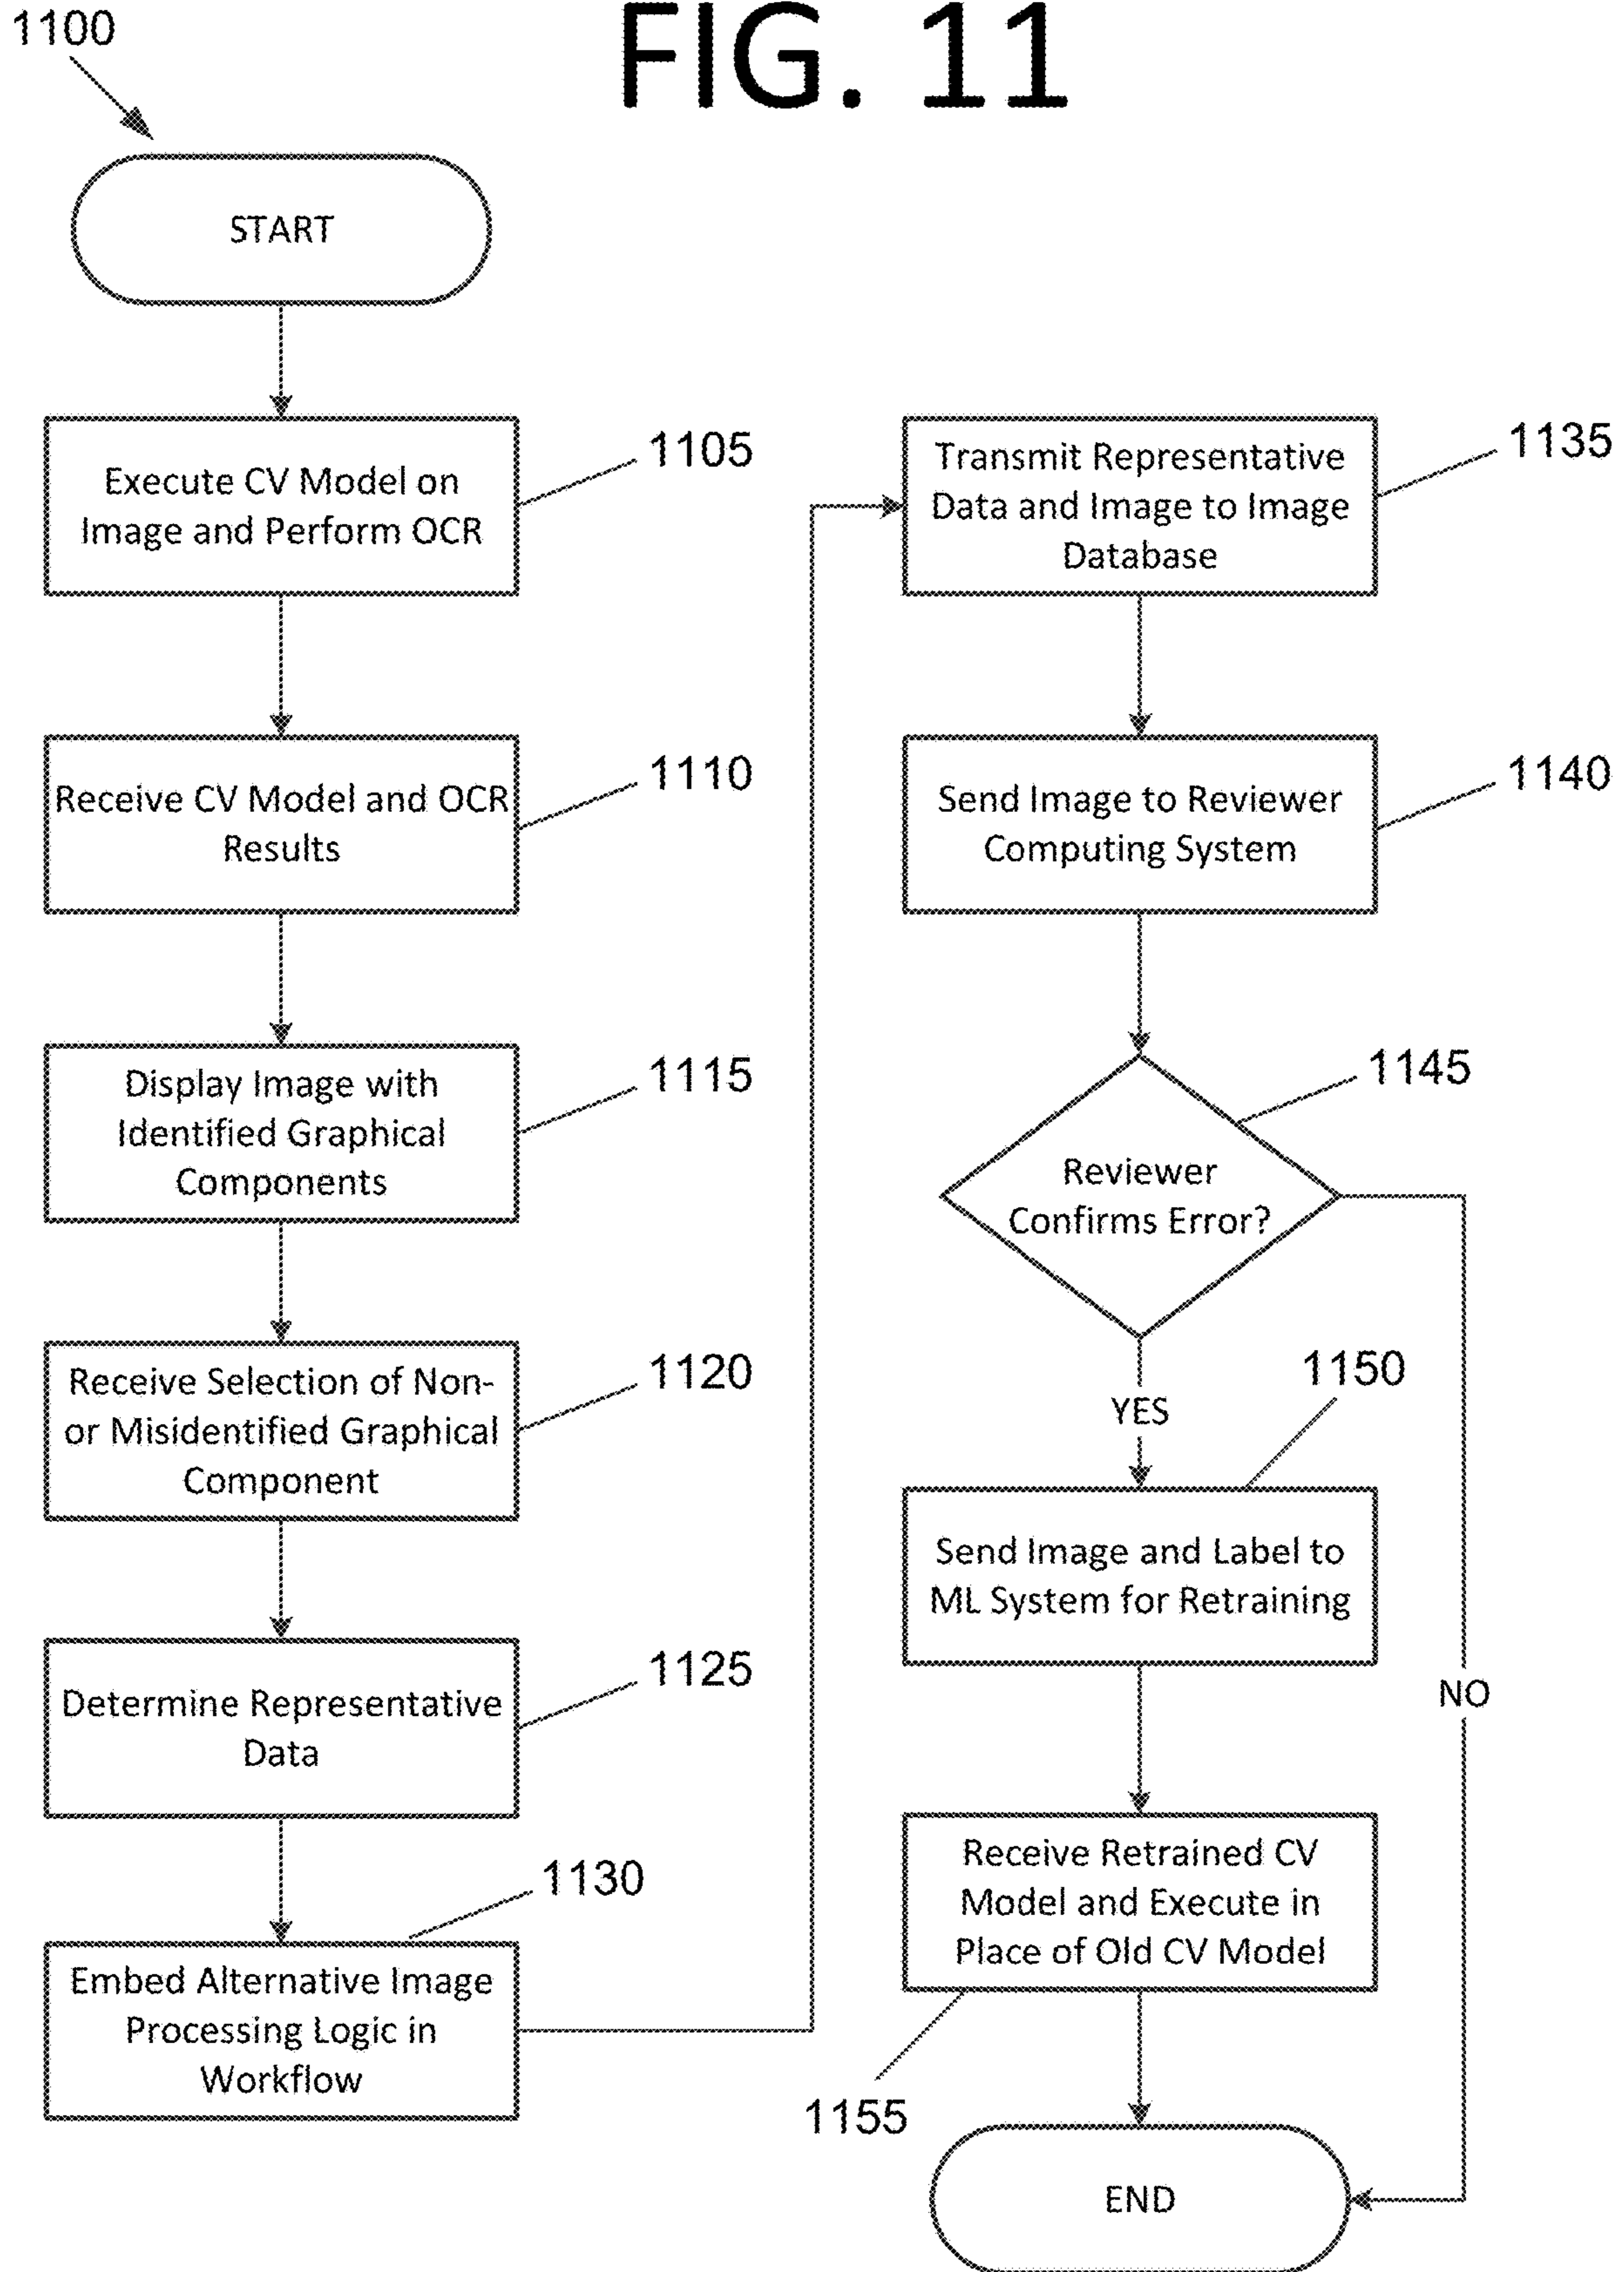 1100
FIG. 11
START
Execute CV Model on
Image and Perform OCR
1105
Receive CV Model and OCR
Results
1110
Display Image with
Identified Graphical
Components
1115
Receive Selection of Non-
or Misidentified Graphical
Component
1120
Determine Representative
Data
1125
1130
Embed Alternative Image
Processing Logic in
Workflow
Transmit Representative
Data and Image to Image
Database
1135
Send Image to Reviewer
Computing System
1140
1145
Reviewer
Confirms Error?
YES
1150
Send Image and Label to
ML System for Retraining
NO
Receive Retrained CV
Model and Execute in
Place of Old CV Model
1155
END